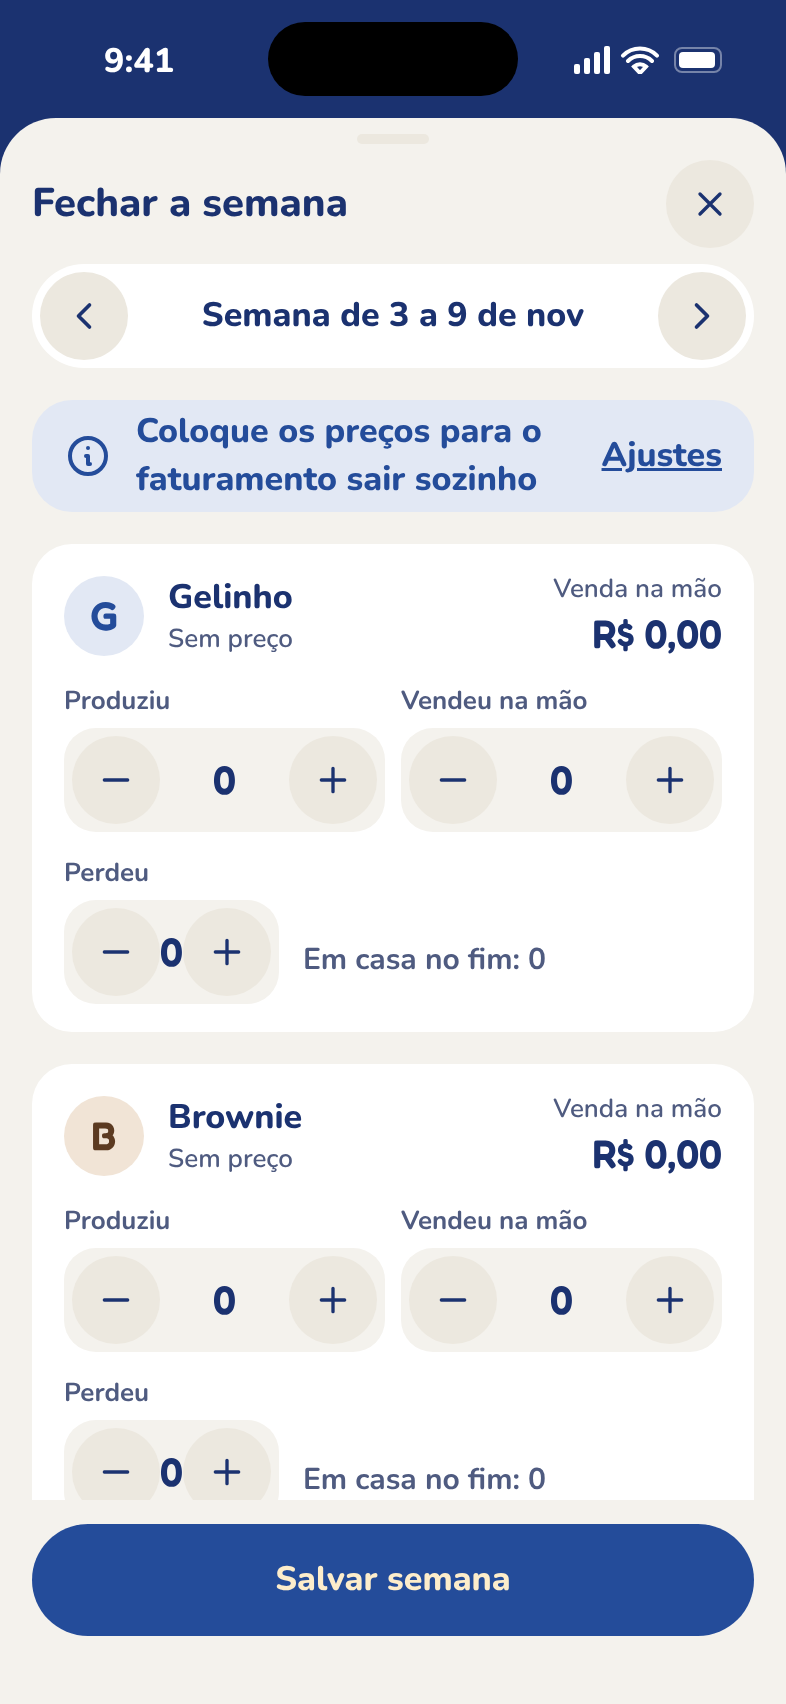 9:41
Fechar a semana
Semana de 3 a 9 de nov
Coloque os preços para o
faturamento sair sozinho
Ajustes
G
Gelinho
Sem preço
Venda na mão
R$ 0,00
Produziu
Vendeu na mão
0
0
Perdeu
0
Em casa no fim: 0
B
Brownie
Sem preço
Venda na mão
R$ 0,00
Produziu
Vendeu na mão
0
0
Perdeu
0
Em casa no fim: 0
Salvar semana